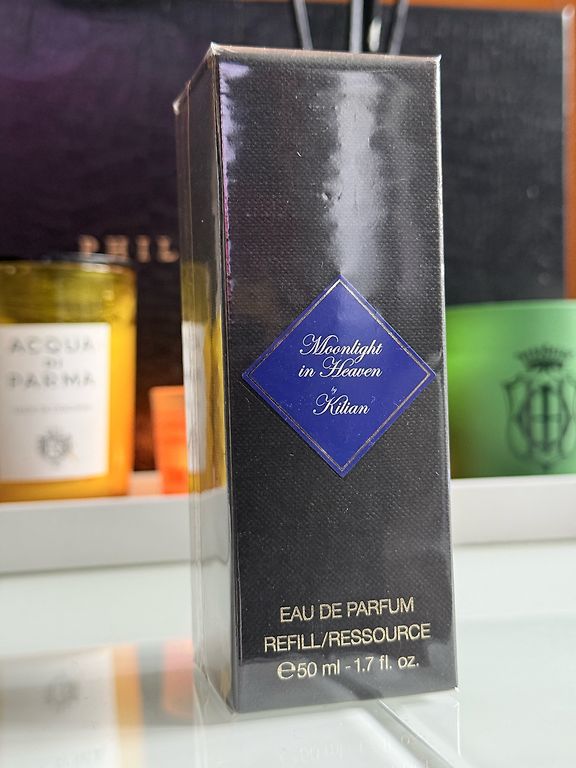 PHIL
ACQUA
DI
PARMA
Moonlight
in Heaven
by
Kilian
EAU DE PARFUM
REFILL/RESSOURCE
℮50 ml - 1.7 fl. oz.